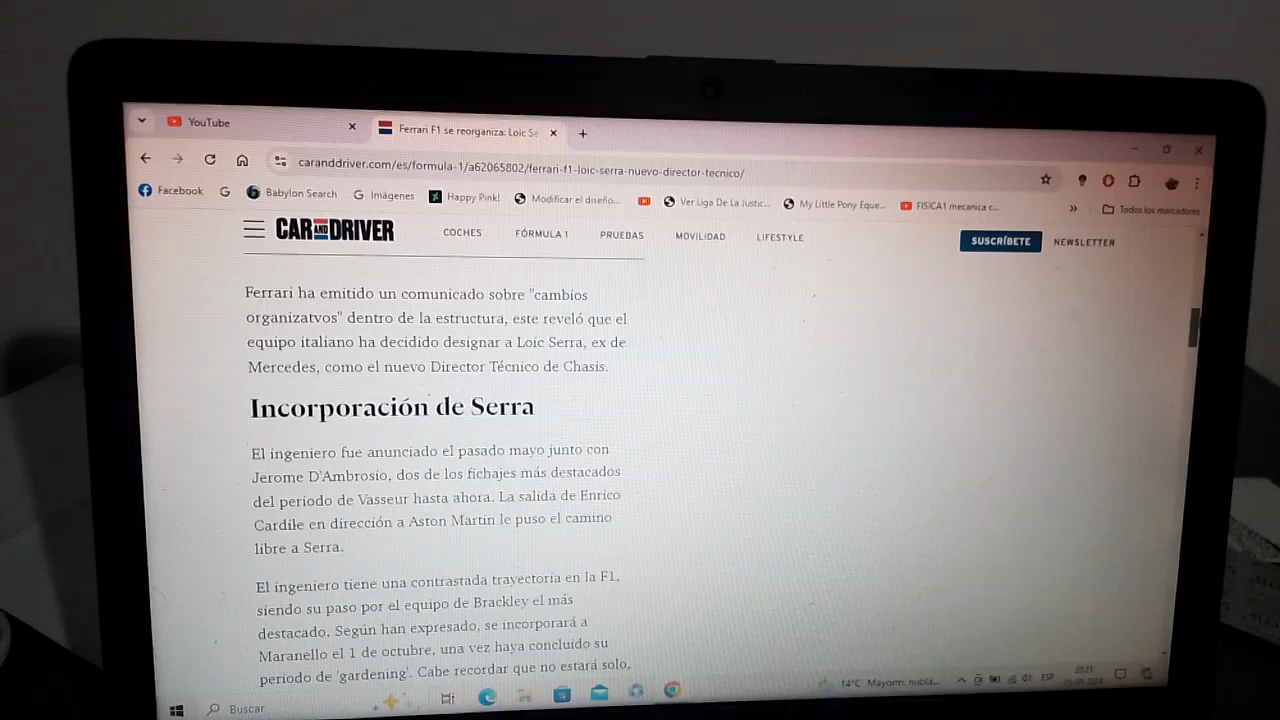 YouTube
Ferrari F1 se reorganiza: Loic Se
caranddriver.com/es/formula-1/a62065802/ferrari-f1-loic-serra-nuevo-director-tecnico/
Facebook
Babylon Search
Imágenes
Happy Pink!
Modificar el diseño...
Ver Liga De La Justic...
My Little Pony Eque...
FISICA1 mecanica c...
»
Todos los marcadores
CAR AND DRIVER
COCHES
FÓRMULA 1
PRUEBAS
MOVILIDAD
LIFESTYLE
SUSCRÍBETE
NEWSLETTER
Ferrari ha emitido un comunicado sobre "cambios
organizatvos" dentro de la estructura, este reveló que el
equipo italiano ha decidido designar a Loic Serra, ex de
Mercedes, como el nuevo Director Técnico de Chasis.
Incorporación de Serra
El ingeniero fue anunciado el pasado mayo junto con
Jerome D'Ambrosio, dos de los fichajes más destacados
del periodo de Vasseur hasta ahora. La salida de Enrico
Cardile en dirección a Aston Martin le puso el camino
libre a Serra.
El ingeniero tiene una contrastada trayectoria en la F1,
siendo su paso por el equipo de Brackley el más
destacado. Según han expresado, se incorporará a
Maranello el 1 de octubre, una vez haya concluido su
periodo de 'gardening'. Cabe recordar que no estará solo,
Buscar
14°C Mayorm. nubla...
ESP